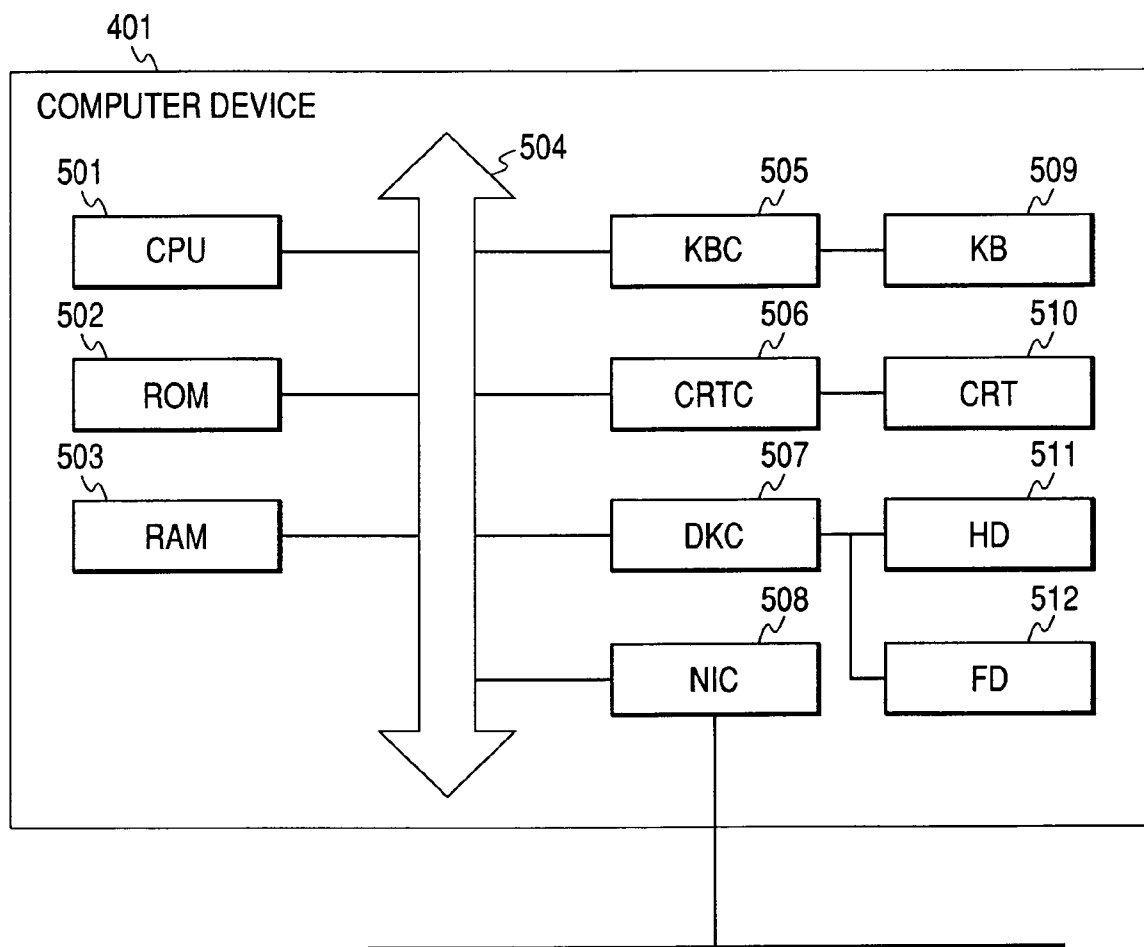 401
COMPUTER DEVICE
504
501
CPU
505
KBC
509
KB
502
ROM
506
CRTC
510
CRT
503
RAM
507
DKC
511
HD
508
NIC
512
FD